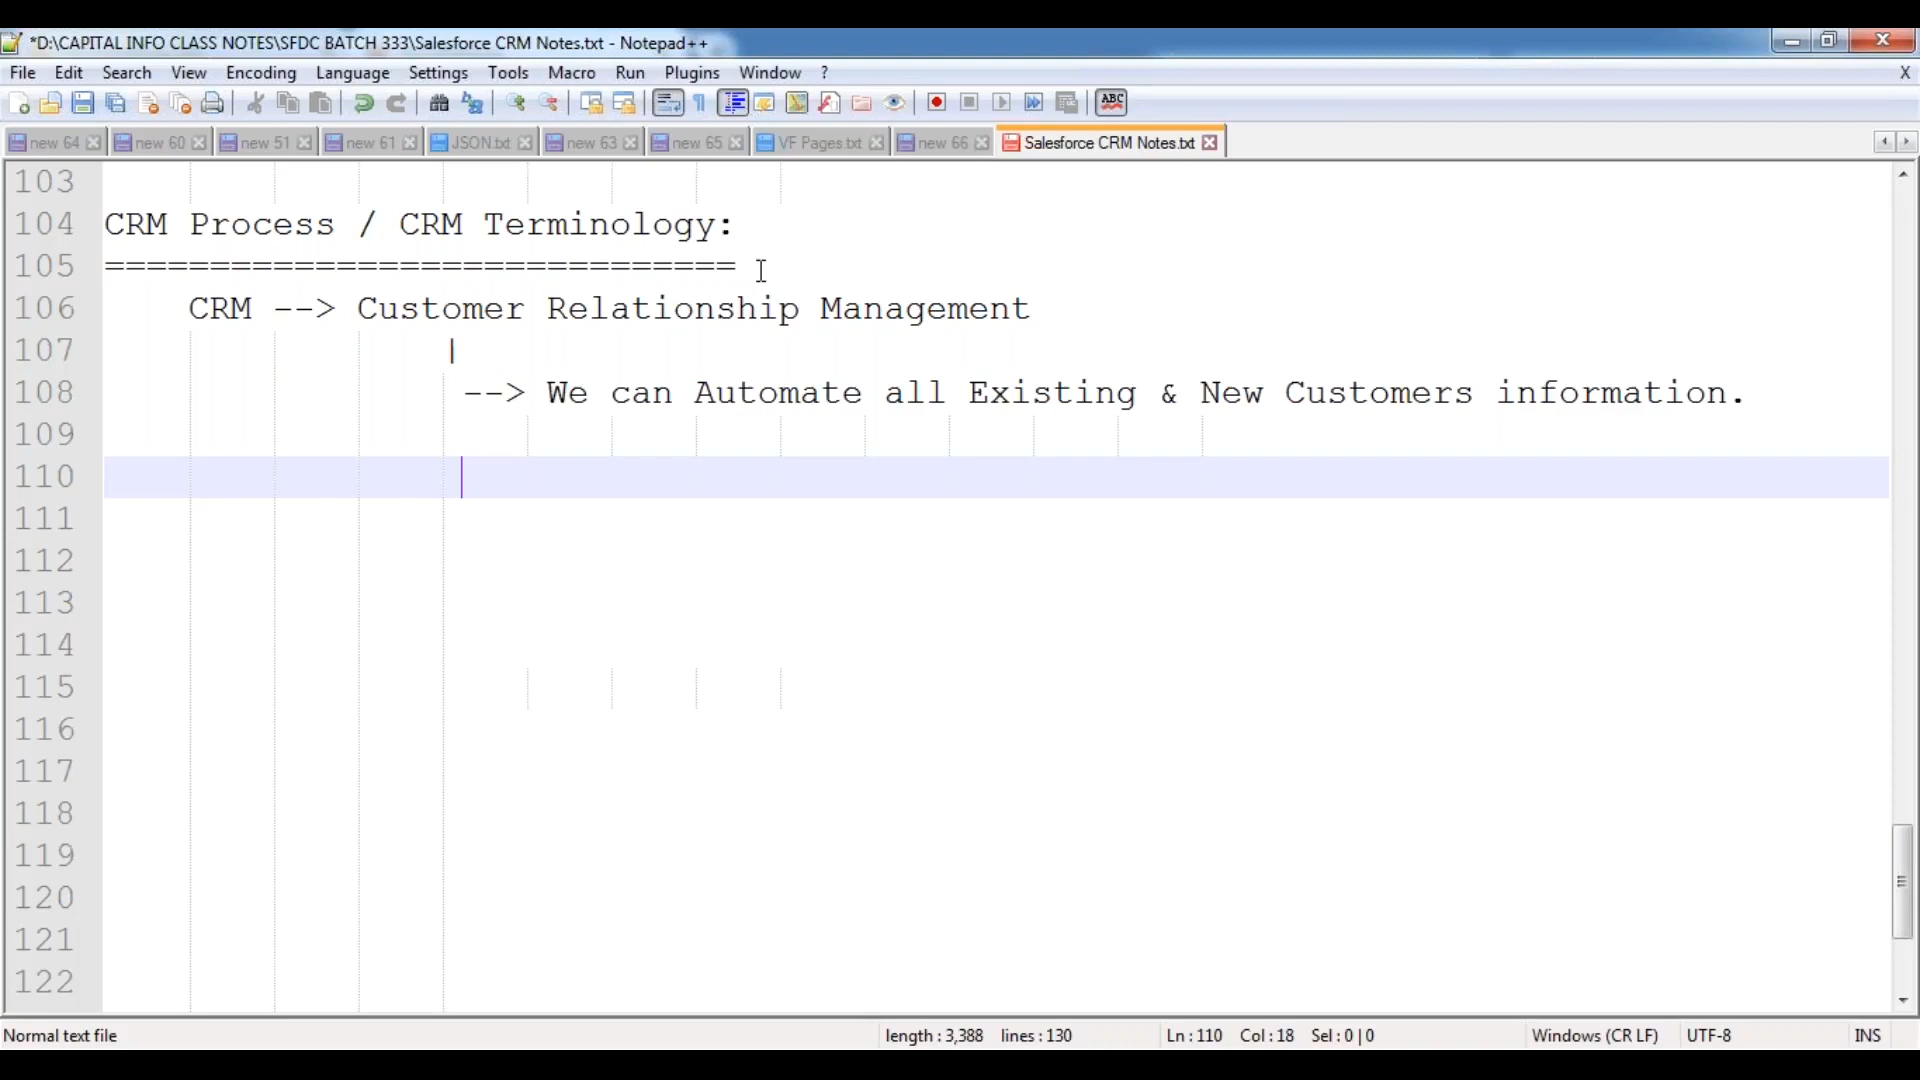 *D:\CAPITAL INFO CLASS NOTES\SFDC BATCH 333\Salesforce CRM Notes.txt - Notepad++
File Edit Search View Encoding Language Settings Tools Macro Run Plugins Window ? X
ABC
new 64 new 60 new 51 new 61 JSON.txt new 63 new 65 VF Pages.txt new 66 Salesforce CRM Notes.txt
103
104 CRM Process / CRM Terminology:
105 ==============================
106 CRM --> Customer Relationship Management
107 |
108 --> We can Automate all Existing & New Customers information.
109
110
111
112
113
114
115
116
117
118
119
120
121
122
Normal text file length : 3,388 lines : 130 Ln : 110 Col : 18 Sel : 0 | 0 Windows (CR LF) UTF-8 INS